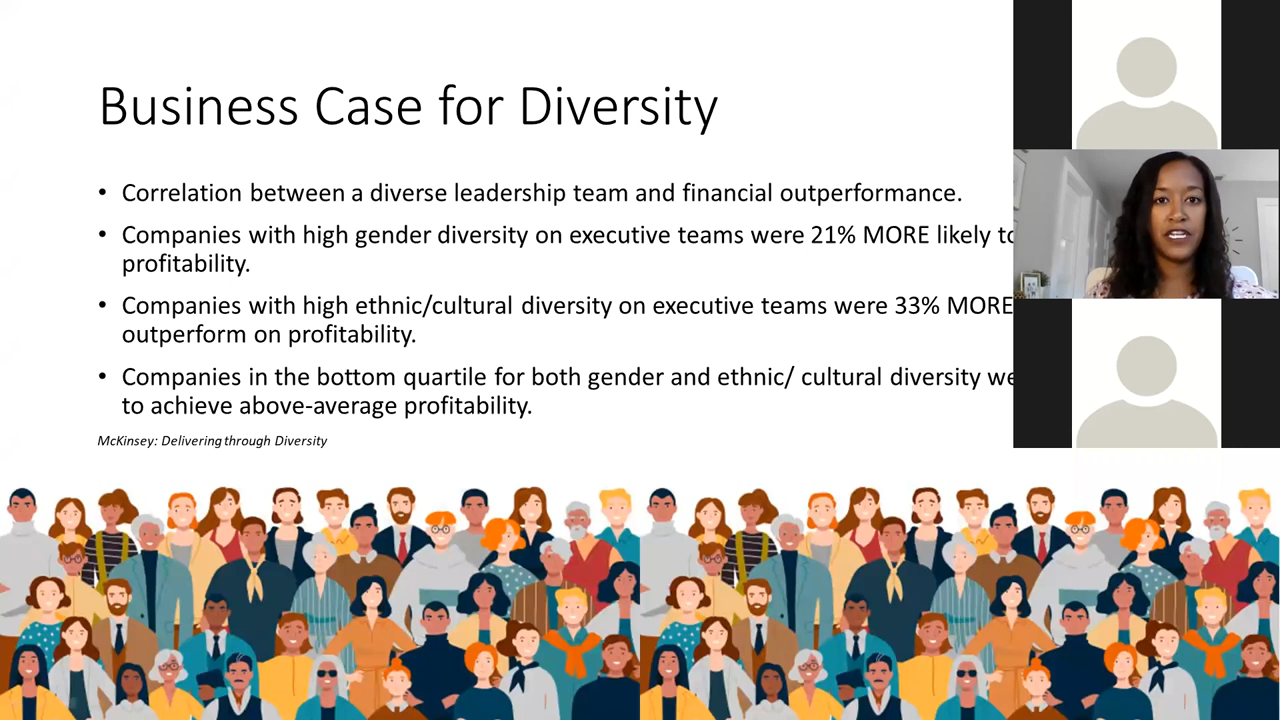 Business Case for Diversity
• Correlation between a diverse leadership team and financial outperformance.
• Companies with high gender diversity on executive teams were 21% MORE likely to
profitability.
• Companies with high ethnic/cultural diversity on executive teams were 33% MORE
outperform on profitability.
• Companies in the bottom quartile for both gender and ethnic/ cultural diversity
to achieve above-average profitability.
McKinsey: Delivering through Diversity